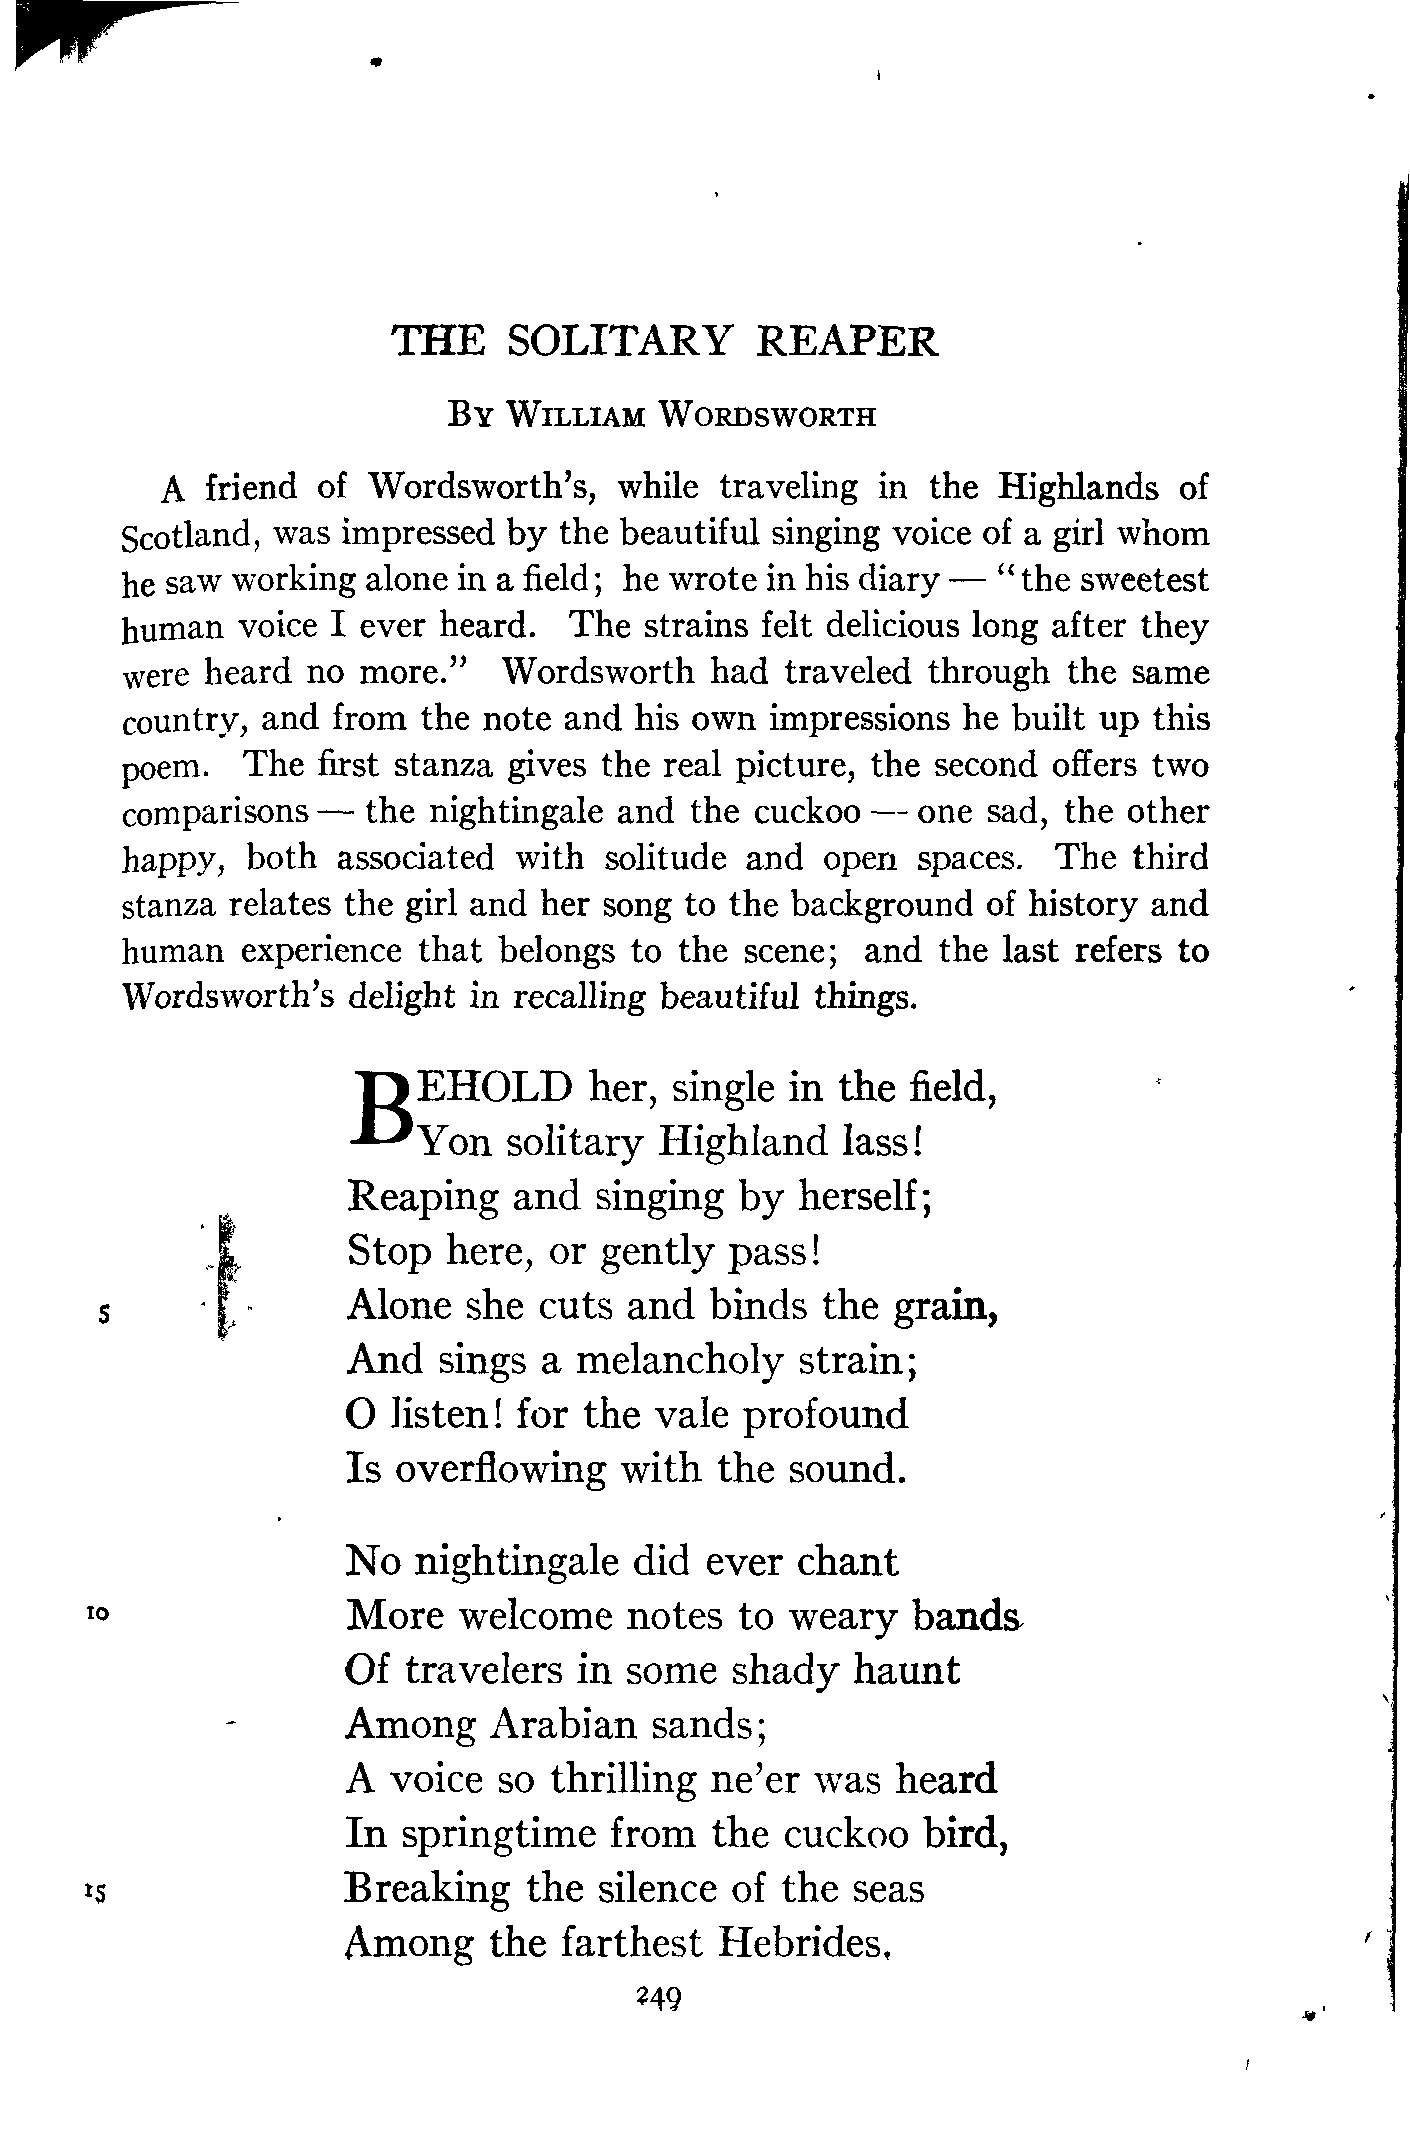 THE SOLITARY REAPER
BY WILLIAM WORDSWORTH
A friend of Wordsworth's, while traveling in the Highlands of
Scotland, was impressed by the beautiful singing voice of a girl whom
he saw working alone in a field; he wrote in his diary — “the sweetest
human voice I ever heard. The strains felt delicious long after they
were heard no more.” Wordsworth had traveled through the same
country, and from the note and his own impressions he built up this
poem. The first stanza gives the real picture, the second offers two
comparisons — the nightingale and the cuckoo — one sad, the other
happy, both associated with solitude and open spaces. The third
stanza relates the girl and her song to the background of history and
human experience that belongs to the scene; and the last refers to
Wordsworth's delight in recalling beautiful things.
BEHOLD her, single in the field,
Yon solitary Highland lass!
Reaping and singing by herself;
Stop here, or gently pass!
5 Alone she cuts and binds the grain,
And sings a melancholy strain;
O listen! for the vale profound
Is overflowing with the sound.
No nightingale did ever chant
10 More welcome notes to weary bands
Of travelers in some shady haunt
Among Arabian sands;
A voice so thrilling ne'er was heard
In springtime from the cuckoo bird,
15 Breaking the silence of the seas
Among the farthest Hebrides.
249